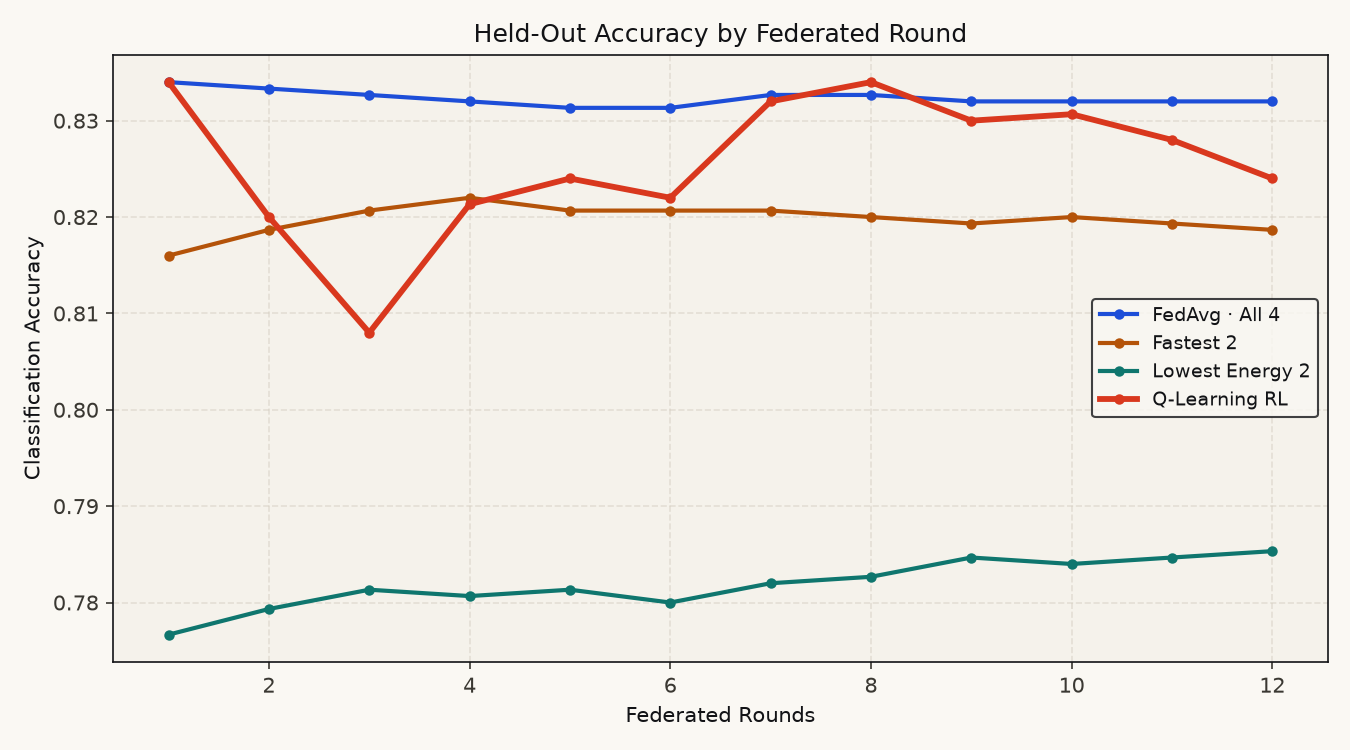 Held-Out Accuracy by Federated Round
Classification Accuracy
0.83
0.82
0.81
0.80
0.79
0.78
FedAvg · All 4
Fastest 2
Lowest Energy 2
Q-Learning RL
2 4 6 8 10 12
Federated Rounds